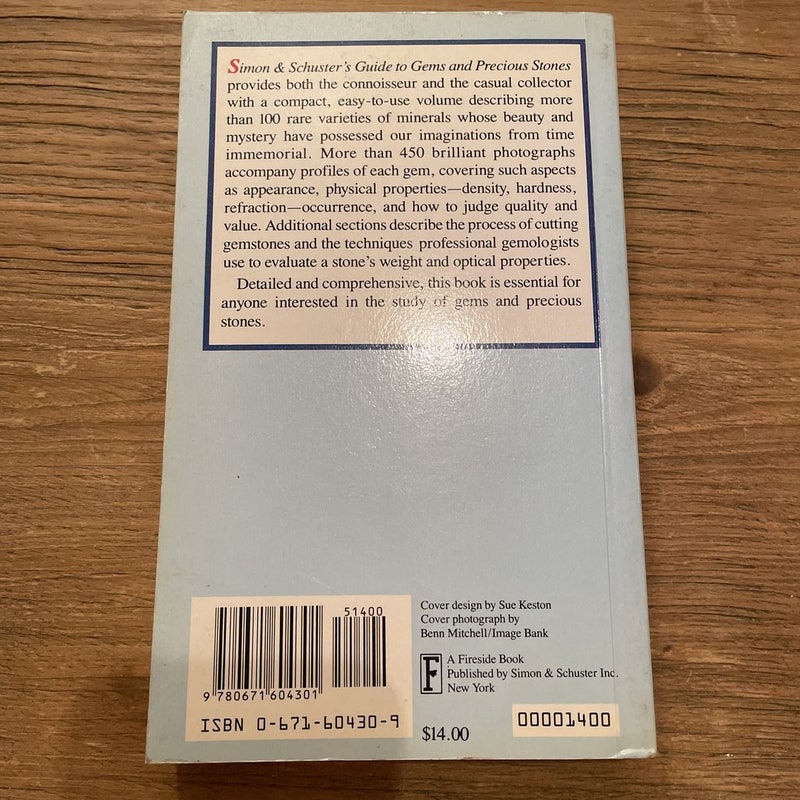 Simon & Schuster's Guide to Gems and Precious Stones
provides both the connoisseur and the casual collector
with a compact, easy-to-use volume describing more
than 100 rare varieties of minerals whose beauty and
mystery have possessed our imaginations from time
immemorial. More than 450 brilliant photographs
accompany profiles of each gem, covering such aspects
as appearance, physical properties—density, hardness,
refraction—occurrence, and how to judge quality and
value. Additional sections describe the process of cutting
gemstones and the techniques professional gemologists
use to evaluate a stone's weight and optical properties.
Detailed and comprehensive, this book is essential for
anyone interested in the study of gems and precious
stones.
51400
9 780671 604301
ISBN 0-671-60430-9
Cover design by Sue Keston
Cover photograph by
Benn Mitchell/Image Bank
F
A Fireside Book
Published by Simon & Schuster Inc.
New York
$14.00
00001400